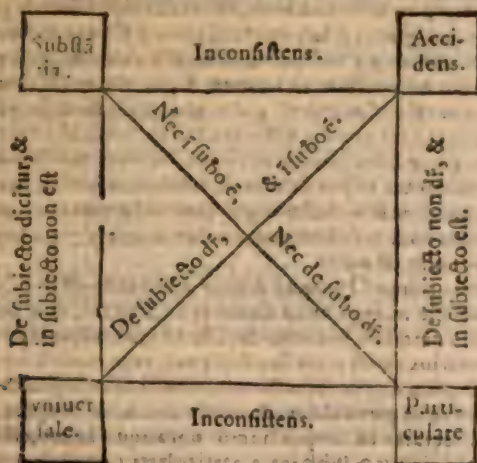 Substā
tia.
Inconsistens.
Acci-
dens.
De subiecto dicitur, &
in subiecto non est
Nec ī subo ē,
& ī subo ē.
De subiecto dr̄,
Nec de subo dr̄.
De subiecto non dr̄, &
in subiecto est.
vniuer
sale.
Inconsistens.
Parti-
culare